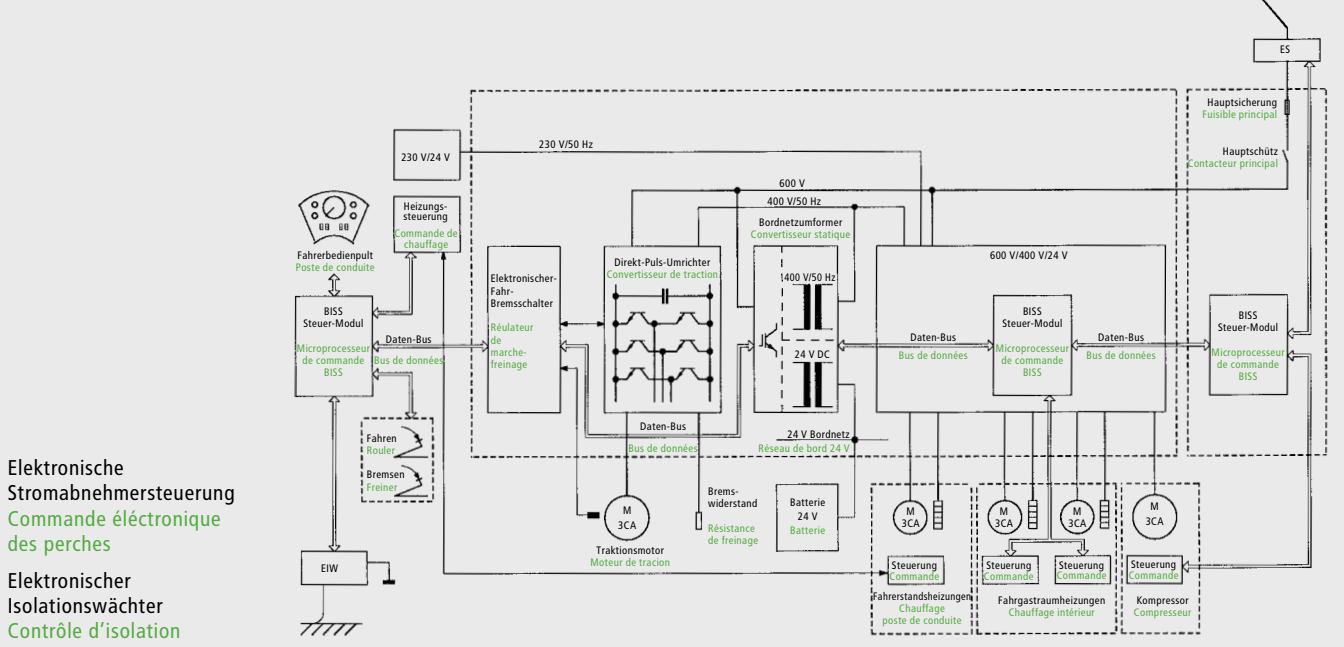 ES
Hauptsicherung
Fuisible principal
Hauptschütz
Contacteur principal
230 V/24 V
230 V/50 Hz
600 V
400 V/50 Hz
Heizungs-
steuerung
Commande de
chauffage
Fahrerbedienpult
Poste de conduite
Bordnetzumformer
Convertisseur statique
Elektronischer-
Fahr-
Bremsschalter
Réulateur
de
marche-
freinage
Direkt-Puls-Umrichter
Convertisseur de traction
400 V/50 Hz
24 V DC
600 V/400 V/24 V
BISS
Steuer-Modul
Microprocesseur
de commande
BISS
Daten-Bus
Bus de données
Daten-Bus
Bus de données
BISS
Steuer-Modul
Microprocesseur
de commande
BISS
Daten-Bus
Bus de données
BISS
Steuer-Modul
Microprocesseur
de commande
BISS
Daten-Bus
Bus de données
24 V Bordnetz
Réseau de bord 24 V
Fahren
Rouler
Bremsen
Freiner
Elektronische
Stromabnehmersteuerung
Commande éléctronique
des perches
Elektronischer
Isolationswächter
Contrôle d’isolation
EIW
M
3CA
Traktionsmotor
Moteur de tracion
Brems-
widerstand
Résistance
de freinage
Batterie
24 V
Batterie
M
3CA
Steuerung
Commande
Fahrerstandsheizungen
Chauffage
poste de conduite
M
3CA
M
3CA
Steuerung
Commande
Steuerung
Commande
Fahrgastraumheizungen
Chauffage intérieur
M
3CA
Steuerung
Commande
Kompressor
Compresseur